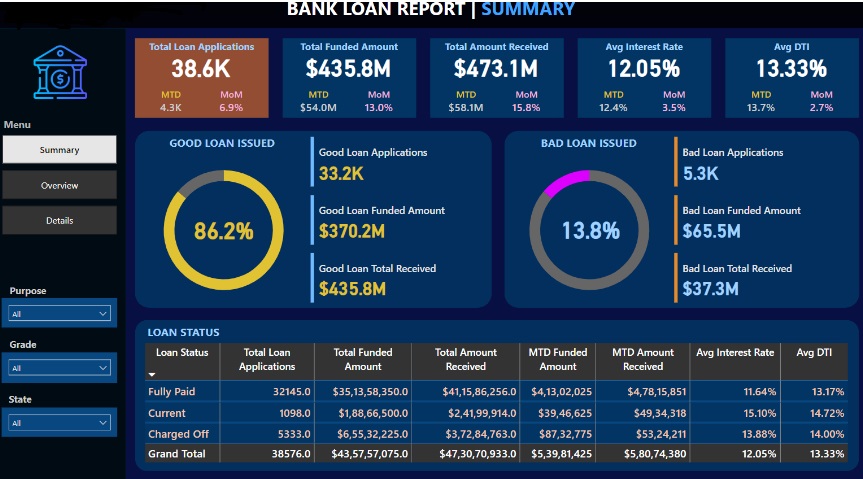 BANK LOAN REPORT | SUMMARY
Total Loan Applications
38.6K
MTD MoM
4.3K 6.9%
Total Funded Amount
$435.8M
MTD MoM
$54.0M 13.0%
Total Amount Received
$473.1M
MTD MoM
$58.1M 15.8%
Avg Interest Rate
12.05%
MTD MoM
12.4% 3.5%
Avg DTI
13.33%
MTD MoM
13.7% 2.7%
Menu
Summary
Overview
Details
Purpose
All
Grade
All
State
All
GOOD LOAN ISSUED
86.2%
Good Loan Applications
33.2K
Good Loan Funded Amount
$370.2M
Good Loan Total Received
$435.8M
BAD LOAN ISSUED
13.8%
Bad Loan Applications
5.3K
Bad Loan Funded Amount
$65.5M
Bad Loan Total Received
$37.3M
LOAN STATUS
Loan Status Total Loan Applications Total Funded Amount Total Amount Received MTD Funded Amount MTD Amount Received Avg Interest Rate Avg DTI
Fully Paid 32145.0 $35,13,58,350.0 $41,15,86,256.0 $4,13,02,025 $4,78,15,851 11.64% 13.17%
Current 1098.0 $1,88,66,500.0 $2,41,99,914.0 $39,46,625 $49,34,318 15.10% 14.72%
Charged Off 5333.0 $6,55,32,225.0 $3,72,84,763.0 $87,32,775 $53,24,211 13.88% 14.00%
Grand Total 38576.0 $43,57,57,075.0 $47,30,70,933.0 $5,39,81,425 $5,80,74,380 12.05% 13.33%